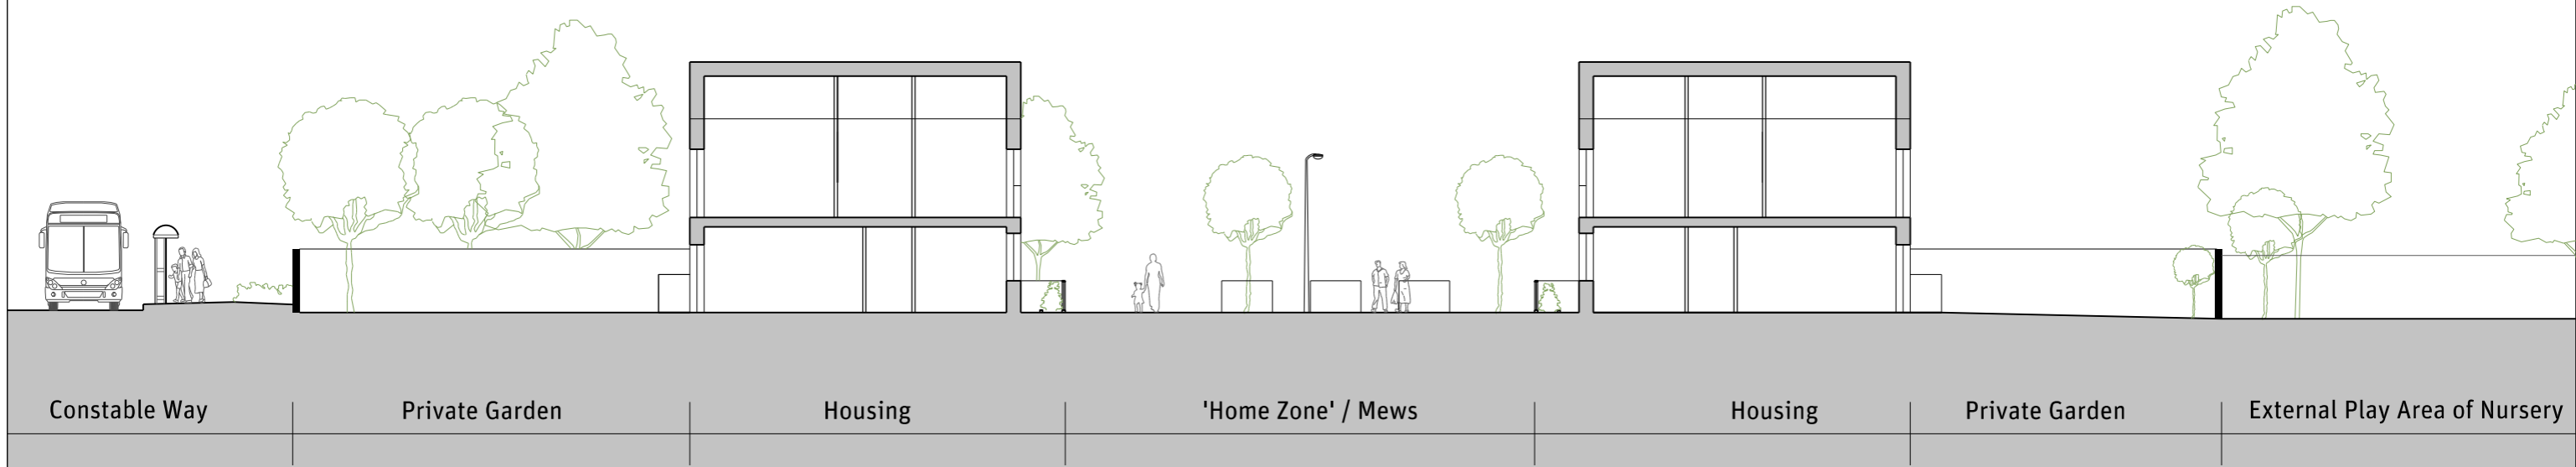 Constable Way
Private Garden
Housing
'Home Zone' / Mews
Housing
Private Garden
External Play Area of Nursery